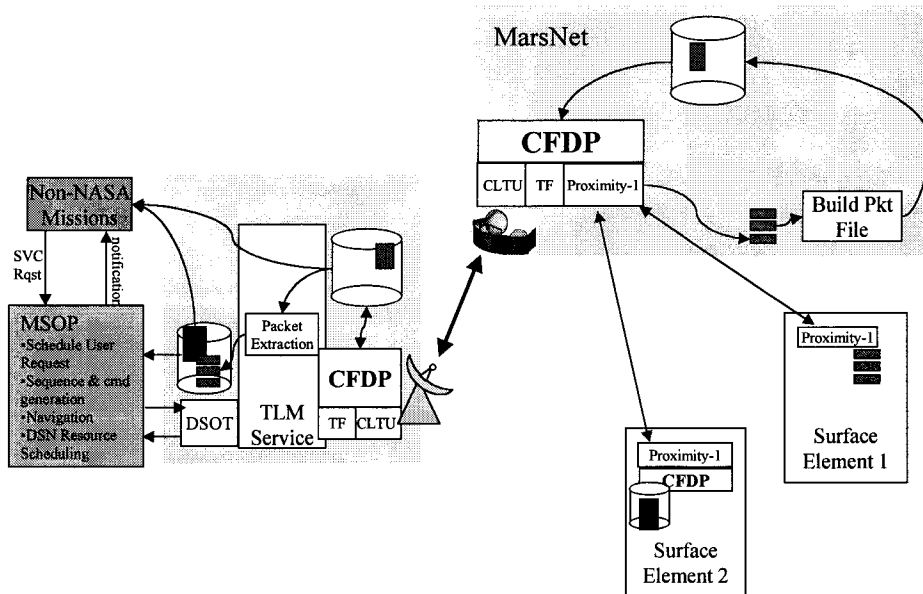 MarsNet
CFDP
CLTU
TF
Proximity-1
Build Pkt
File
Non-NASA
Missions
SVC
Rqst
notification
MSOP
•Schedule User
Request
•Sequence & cmd
generation
•Navigation
•DSN Resource
Scheduling
Packet
Extraction
CFDP
DSOT
TLM
Service
TF
CLTU
Proximity-1
Surface
Element 1
Proximity-1
CFDP
Surface
Element 2